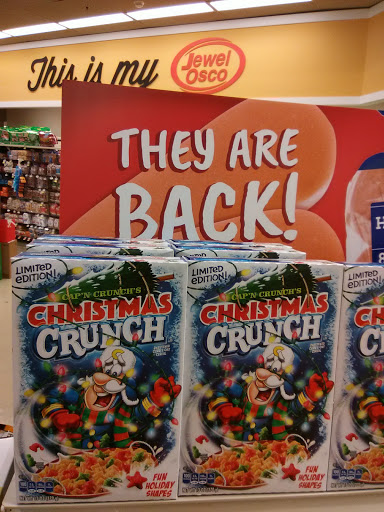 This is my
Jewel
Osco
THEY ARE
BACK!
LIMITED
EDITION!
CAP'N CRUNCH'S
CHRISTMAS
CRUNCH
FUN
HOLIDAY
SHAPES
LIMITED
EDITION!
CAP'N CRUNCH'S
CHRISTMAS
CRUNCH
FUN
HOLIDAY
SHAPES
LIMITED
EDITION!